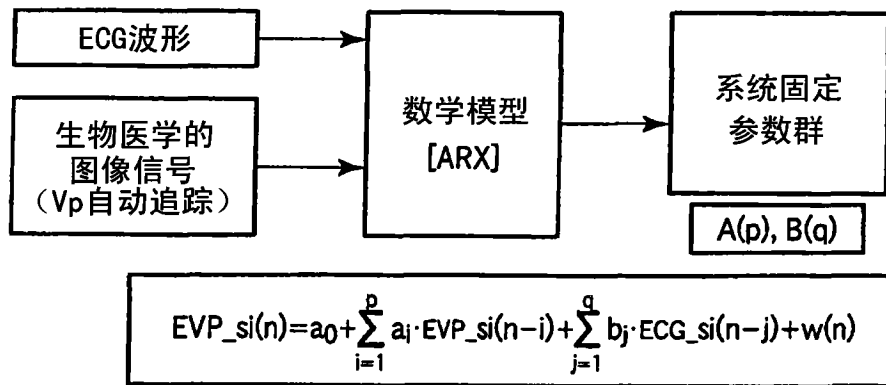 ECG波形
生物医学的
图像信号
（Vp自动追踪）
数学模型
[ARX]
系统固定
参数群
A(p), B(q)
EVP_si(n)=a₀+∑_{i=1}^{p} a_i·EVP_si(n-i)+∑_{j=1}^{q} b_j·ECG_si(n-j)+w(n)